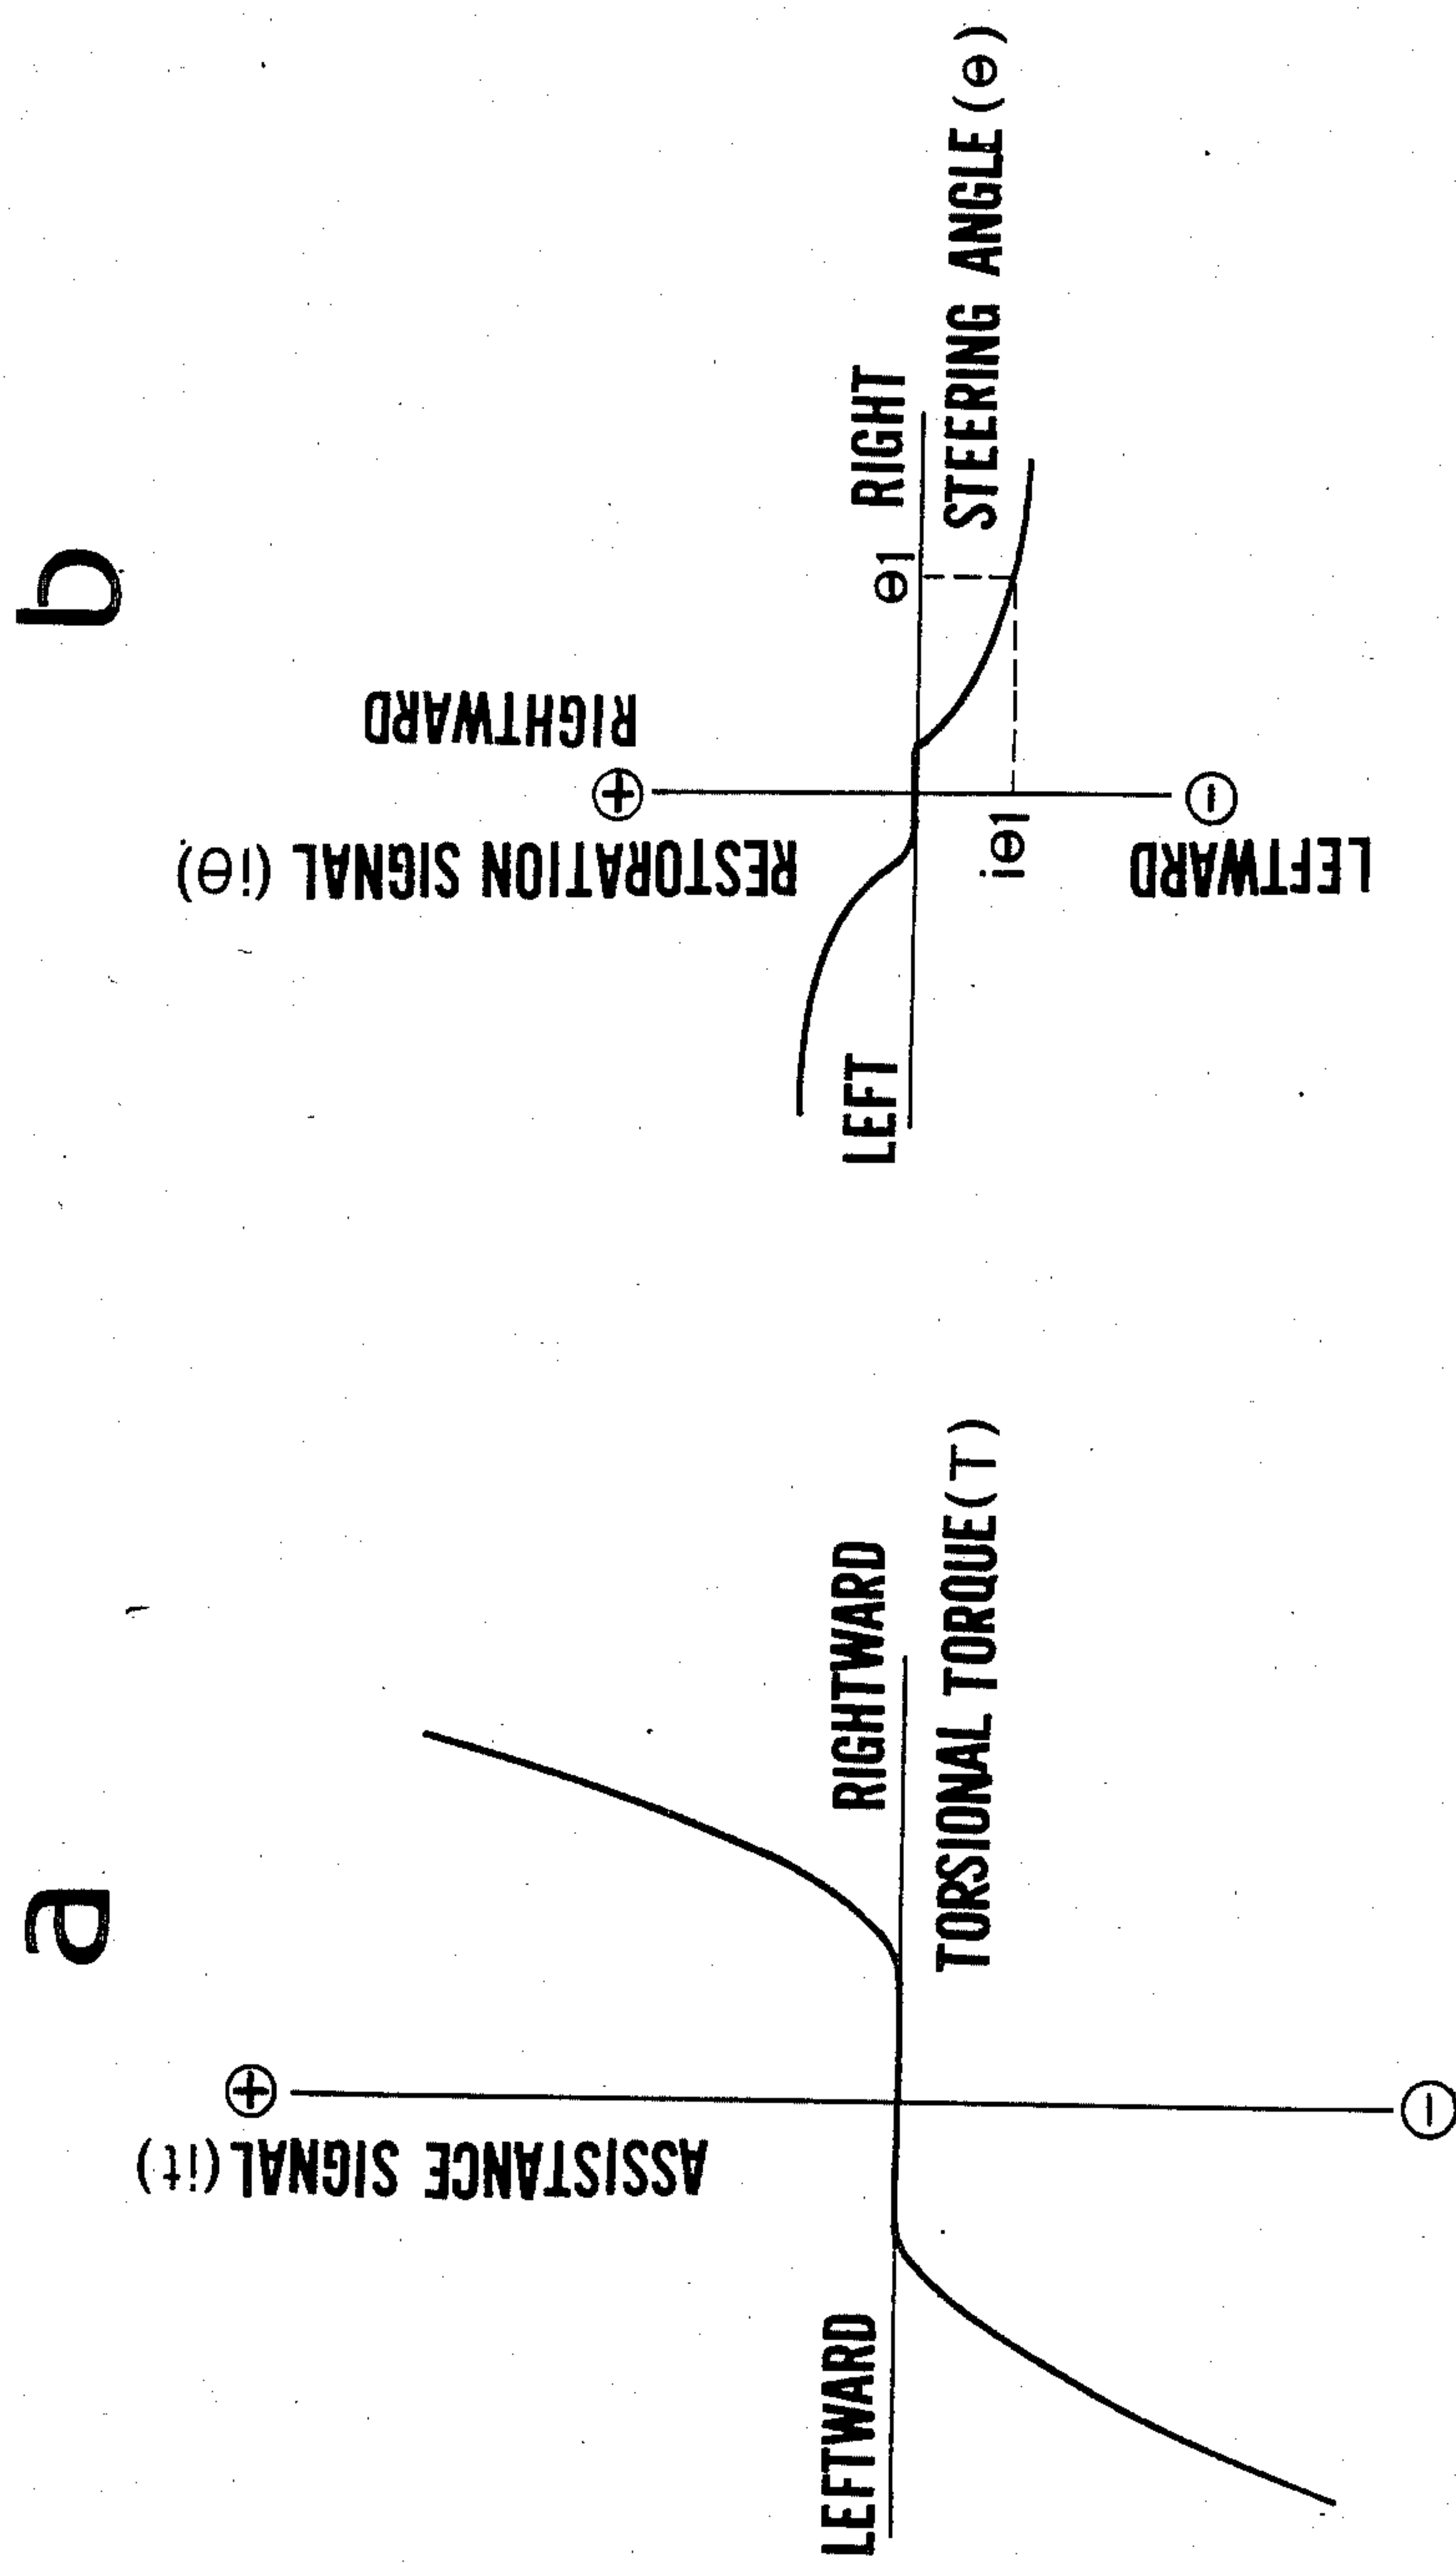 a
ASSISTANCE SIGNAL (it)
+
LEFTWARD
RIGHTWARD
TORSIONAL TORQUE (T)
−
b
RESTORATION SIGNAL (iθ)
RIGHTWARD
+
LEFT
θ1
RIGHT
STEERING ANGLE (θ)
iθ1
LEFTWARD
−